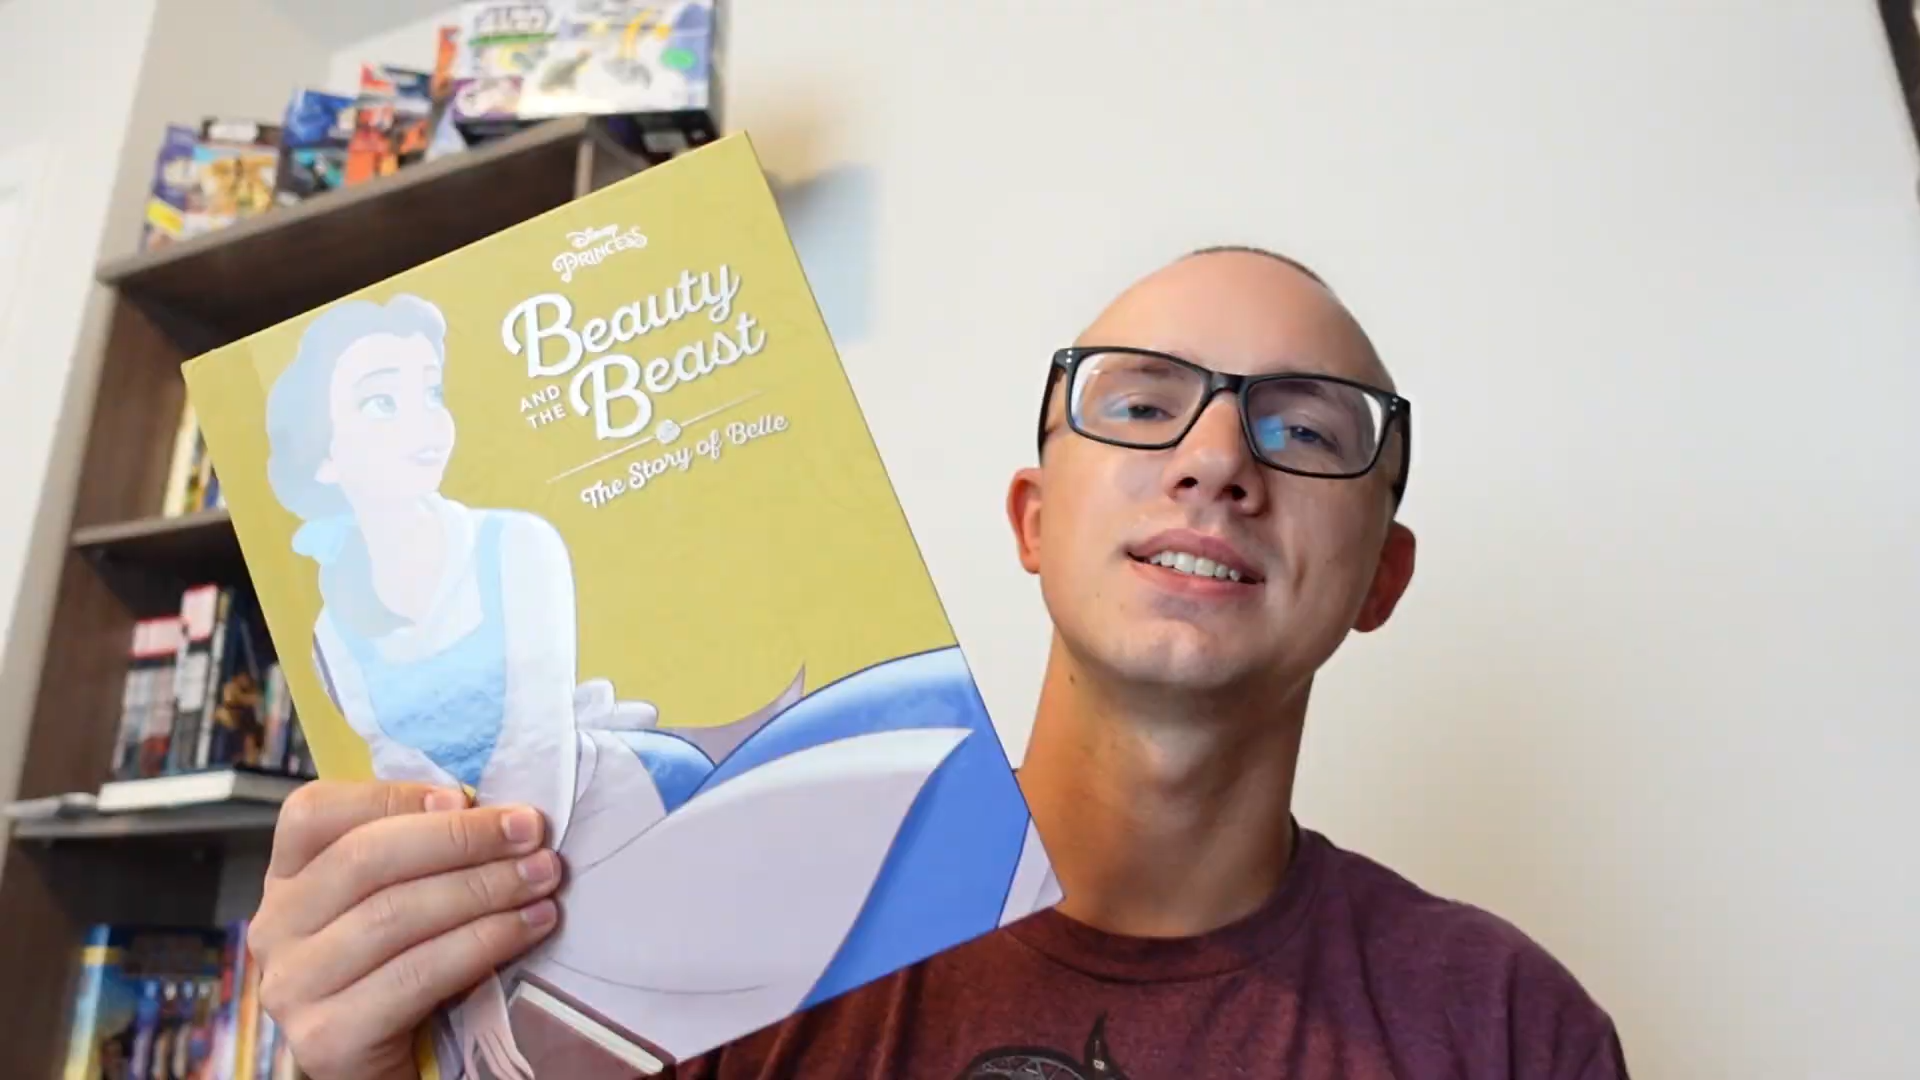 Disney
PRINCESS
Beauty
AND THE
Beast
The Story of Belle